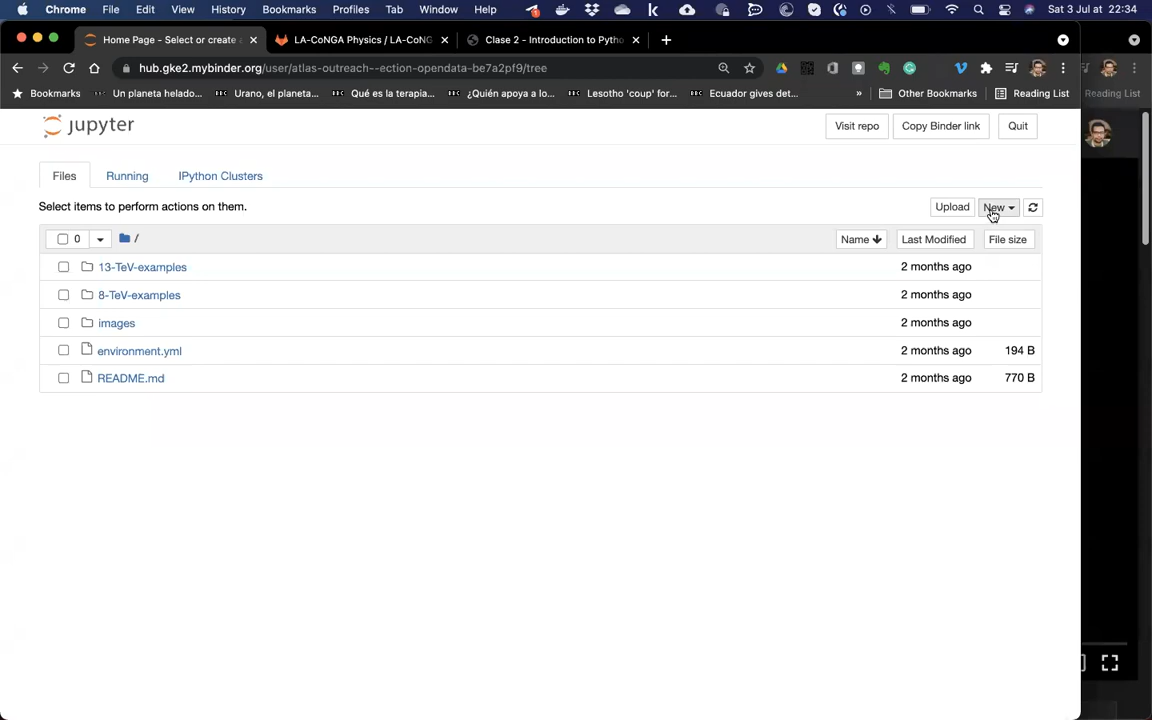 Chrome File Edit View History Bookmarks Profiles Tab Window Help Sat 3 Jul at 22:34
Home Page - Select or create a LA-CoNGA Physics / LA-CoNG Clase 2 - Introduction to Pytho
hub.gke2.mybinder.org/user/atlas-outreach--ection-opendata-be7a2pf9/tree
Bookmarks Un planeta helado... Urano, el planeta... Qué es la terapia... ¿Quién apoya a lo... Lesotho 'coup' for... Ecuador gives det... » Other Bookmarks Reading List Reading List
jupyter Visit repo Copy Binder link Quit
Files Running IPython Clusters
Select items to perform actions on them. Upload New
0 / Name Last Modified File size
13-TeV-examples 2 months ago
8-TeV-examples 2 months ago
images 2 months ago
environment.yml 2 months ago 194 B
README.md 2 months ago 770 B